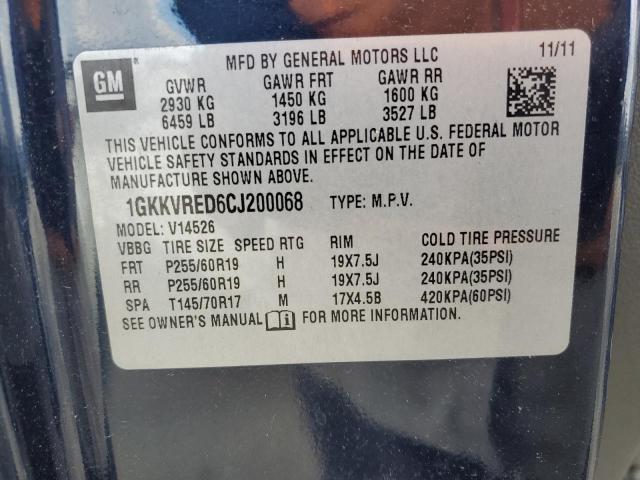 MFD BY GENERAL MOTORS LLC 11/11
GM ®
GVWR GAWR FRT GAWR RR
2930 KG 1450 KG 1600 KG
6459 LB 3196 LB 3527 LB
THIS VEHICLE CONFORMS TO ALL APPLICABLE U.S. FEDERAL MOTOR
VEHICLE SAFETY STANDARDS IN EFFECT ON THE DATE OF
MANUFACTURE SHOWN ABOVE.
1GKKVRED6CJ200068 TYPE: M.P.V.
MODEL: V14526
VBBG TIRE SIZE SPEED RTG RIM COLD TIRE PRESSURE
FRT P255/60R19 H 19X7.5J 240KPA(35PSI)
RR P255/60R19 H 19X7.5J 240KPA(35PSI)
SPA T145/70R17 M 17X4.5B 420KPA(60PSI)
SEE OWNER'S MANUAL FOR MORE INFORMATION.